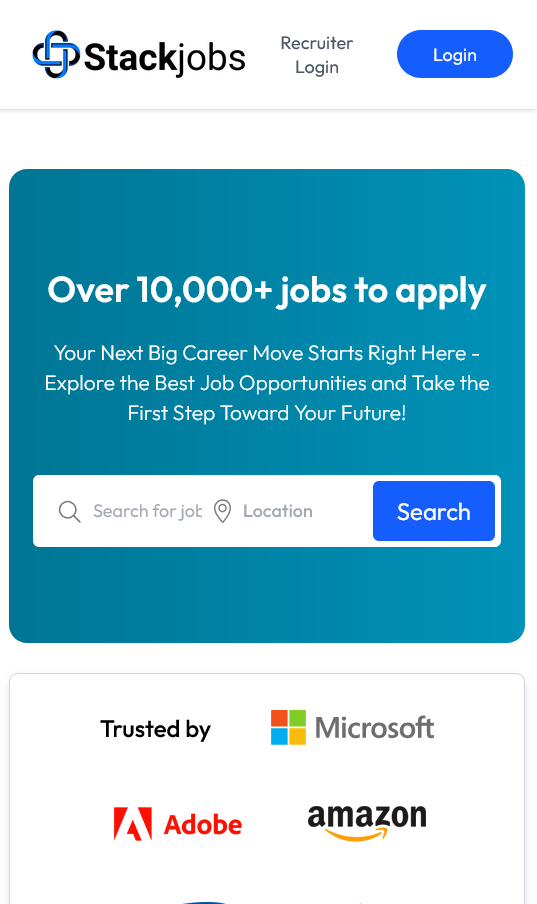 Stackjobs
Recruiter
Login
Login
Over 10,000+ jobs to apply
Your Next Big Career Move Starts Right Here -
Explore the Best Job Opportunities and Take the
First Step Toward Your Future!
Search for
Location
Search
Trusted by
Microsoft
Adobe
amazon